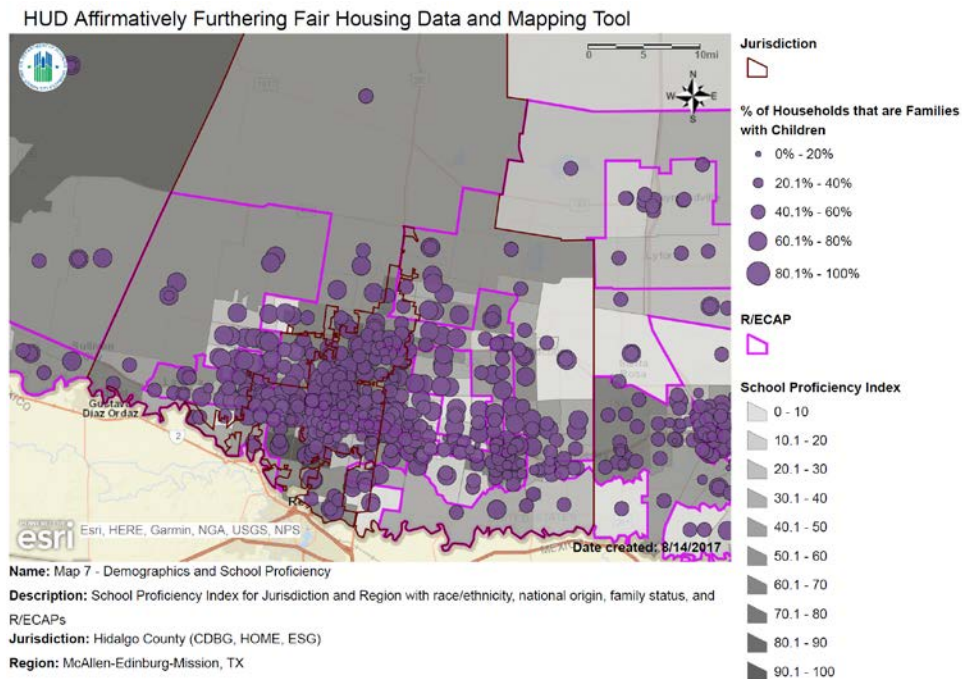 HUD Affirmatively Furthering Fair Housing Data and Mapping Tool
0 5 10mi
N
W E
S
Gustavo
Díaz Ordaz
2
esri
Esri, HERE, Garmin, NGA, USGS, NPS
Date created: 8/14/2017
Name: Map 7 - Demographics and School Proficiency
Description: School Proficiency Index for Jurisdiction and Region with race/ethnicity, national origin, family status, and
R/ECAPs
Jurisdiction: Hidalgo County (CDBG, HOME, ESG)
Region: McAllen-Edinburg-Mission, TX
Jurisdiction
% of Households that are Families
with Children
0% - 20%
20.1% - 40%
40.1% - 60%
60.1% - 80%
80.1% - 100%
R/ECAP
School Proficiency Index
0 - 10
10.1 - 20
20.1 - 30
30.1 - 40
40.1 - 50
50.1 - 60
60.1 - 70
70.1 - 80
80.1 - 90
90.1 - 100